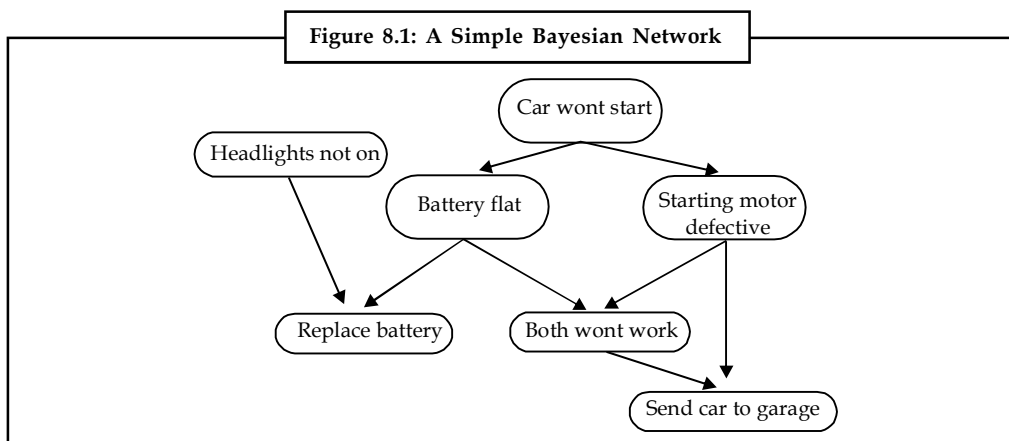 Figure 8.1: A Simple Bayesian Network
Car wont start
Headlights not on
Battery flat
Starting motor
defective
Replace battery
Both wont work
Send car to garage